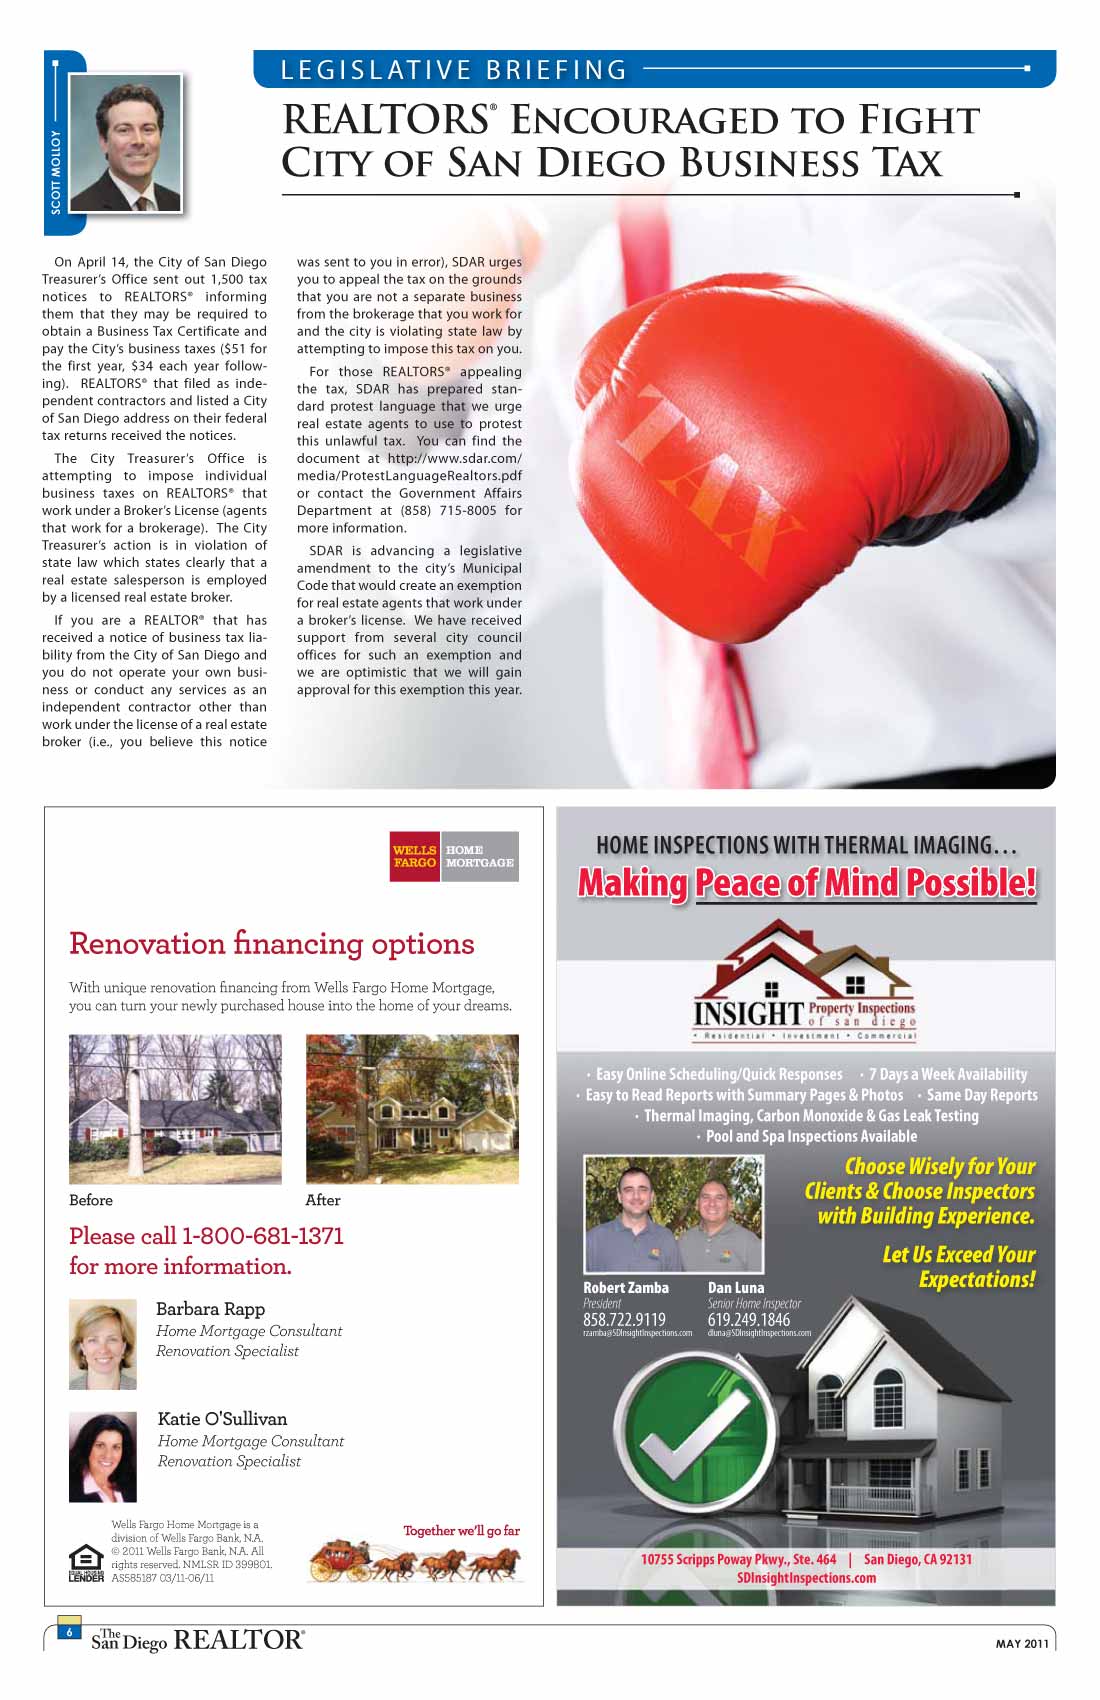 LEGISLATIVE BRIEFING
SCOTT MOLLOY
REALTORS® ENCOURAGED TO FIGHT
CITY OF SAN DIEGO BUSINESS TAX
On April 14, the City of San Diego
Treasurer's Office sent out 1,500 tax
notices to REALTORS® informing
them that they may be required to
obtain a Business Tax Certificate and
pay the City's business taxes ($51 for
the first year, $34 each year follow-
ing). REALTORS® that filed as inde-
pendent contractors and listed a City
of San Diego address on their federal
tax returns received the notices.
The City Treasurer's Office is
attempting to impose individual
business taxes on REALTORS® that
work under a Broker's License (agents
that work for a brokerage). The City
Treasurer's action is in violation of
state law which states clearly that a
real estate salesperson is employed
by a licensed real estate broker.
If you are a REALTOR® that has
received a notice of business tax lia-
bility from the City of San Diego and
you do not operate your own busi-
ness or conduct any services as an
independent contractor other than
work under the license of a real estate
broker (i.e., you believe this notice
was sent to you in error), SDAR urges
you to appeal the tax on the grounds
that you are not a separate business
from the brokerage that you work for
and the city is violating state law by
attempting to impose this tax on you.
For those REALTORS® appealing
the tax, SDAR has prepared stan-
dard protest language that we urge
real estate agents to use to protest
this unlawful tax. You can find the
document at http://www.sdar.com/
media/ProtestLanguageRealtors.pdf
or contact the Government Affairs
Department at (858) 715-8005 for
more information.
SDAR is advancing a legislative
amendment to the city's Municipal
Code that would create an exemption
for real estate agents that work under
a broker's license. We have received
support from several city council
offices for such an exemption and
we are optimistic that we will gain
approval for this exemption this year.
TAX
WELLS FARGO
HOME MORTGAGE
Renovation financing options
With unique renovation financing from Wells Fargo Home Mortgage,
you can turn your newly purchased house into the home of your dreams.
Before
After
Please call 1-800-681-1371
for more information.
Barbara Rapp
Home Mortgage Consultant
Renovation Specialist
Katie O'Sullivan
Home Mortgage Consultant
Renovation Specialist
EQUAL HOUSING
LENDER
Wells Fargo Home Mortgage is a
division of Wells Fargo Bank, N.A.
© 2011 Wells Fargo Bank, N.A. All
rights reserved. NMLSR ID 399801.
AS585187 03/11-06/11
Together we'll go far
HOME INSPECTIONS WITH THERMAL IMAGING...
Making Peace of Mind Possible!
INSIGHT Property Inspections
of san diego
• Residential • Investment • Commercial
· Easy Online Scheduling/Quick Responses · 7 Days a Week Availability
· Easy to Read Reports with Summary Pages & Photos · Same Day Reports
· Thermal Imaging, Carbon Monoxide & Gas Leak Testing
· Pool and Spa Inspections Available
Choose Wisely for Your
Clients & Choose Inspectors
with Building Experience.
Let Us Exceed Your
Expectations!
Robert Zamba
President
858.722.9119
rzamba@SDInsightInspections.com
Dan Luna
Senior Home Inspector
619.249.1846
dluna@SDInsightInspections.com
10755 Scripps Poway Pkwy., Ste. 464 | San Diego, CA 92131
SDInsightInspections.com
6
The San Diego REALTOR®
MAY 2011